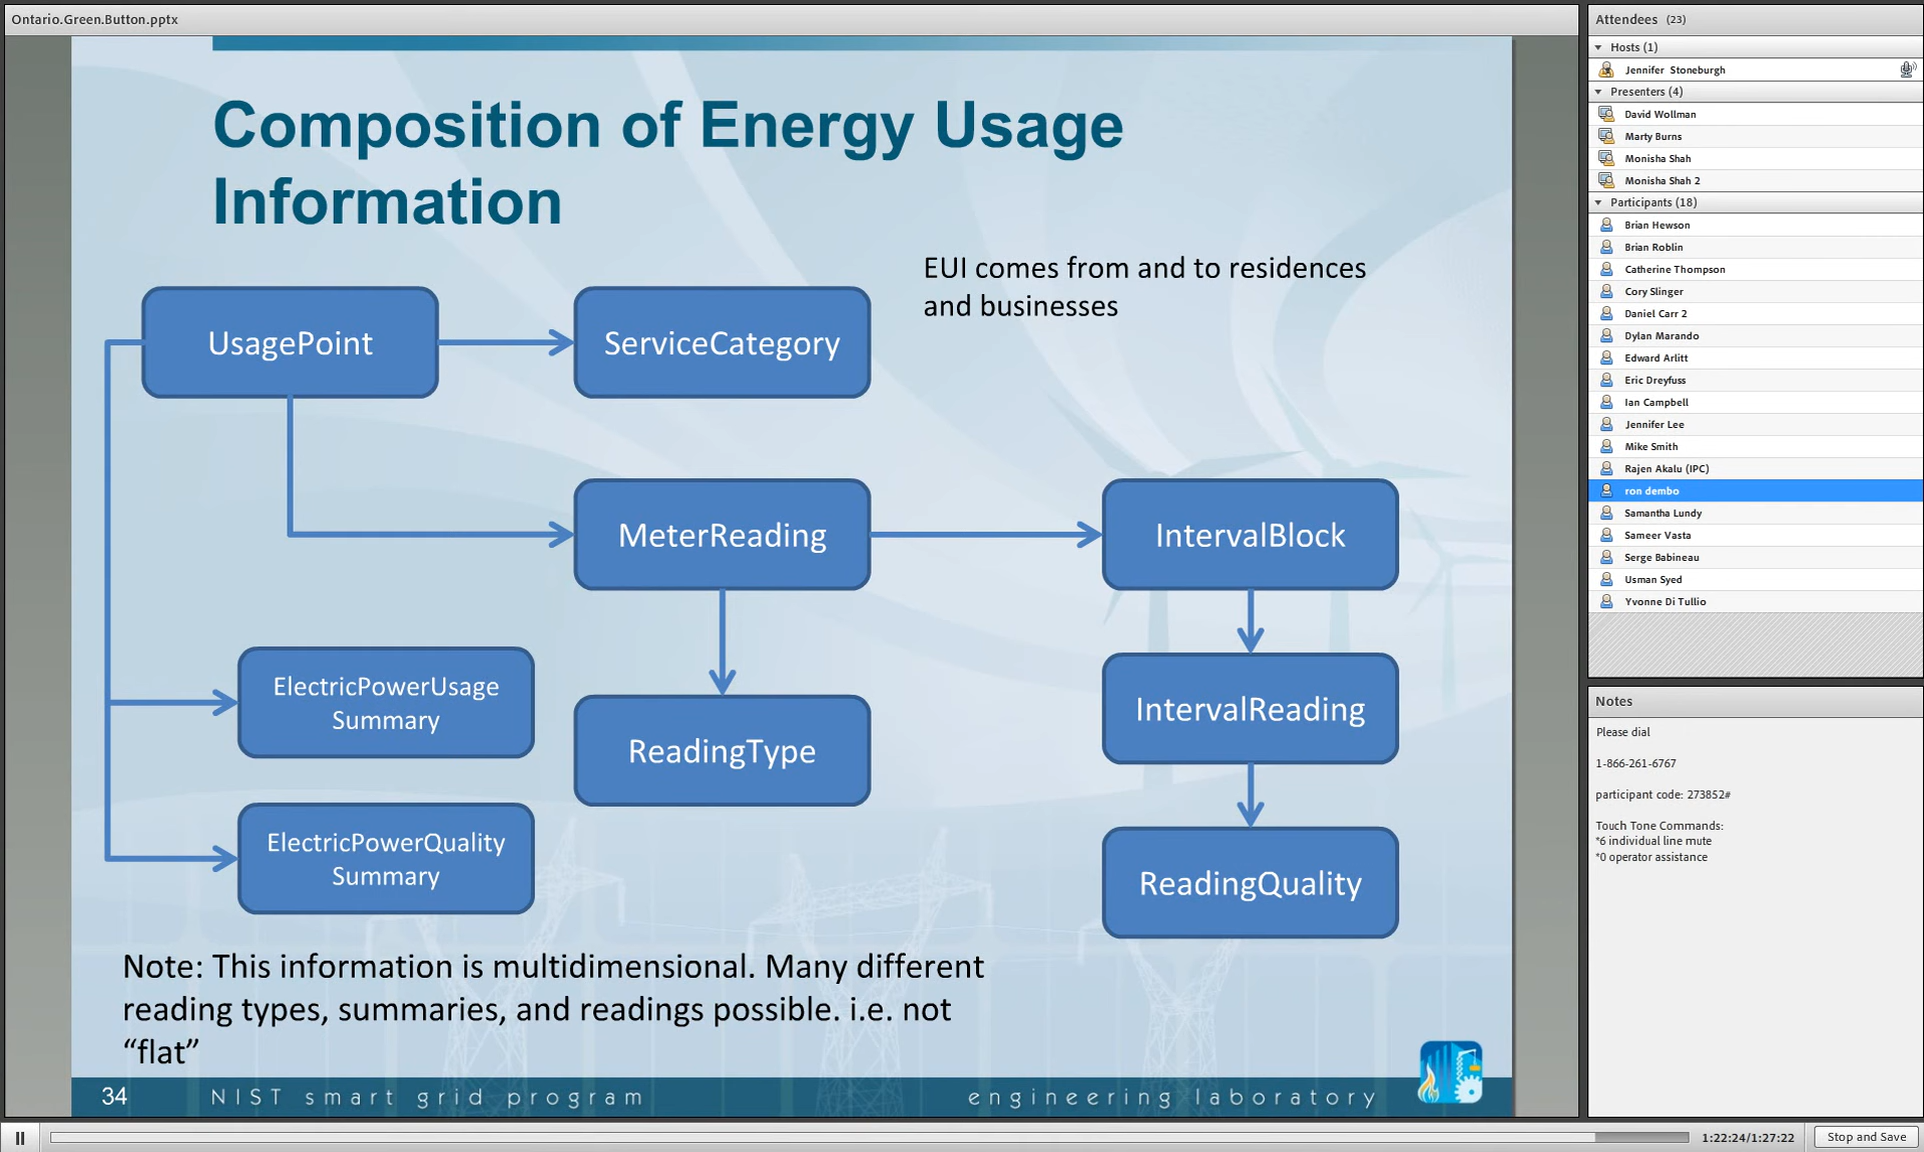 Ontario.Green.Button.pptx
Composition of Energy Usage
Information
EUI comes from and to residences
and businesses
UsagePoint
ServiceCategory
MeterReading
IntervalBlock
ElectricPowerUsage
Summary
ReadingType
IntervalReading
ElectricPowerQuality
Summary
ReadingQuality
Note: This information is multidimensional. Many different
reading types, summaries, and readings possible. i.e. not
“flat”
34 NIST smart grid program engineering laboratory
Attendees (23)
Hosts (1)
Jennifer Stoneburgh
Presenters (4)
David Wollman
Marty Burns
Monisha Shah
Monisha Shah 2
Participants (18)
Brian Hewson
Brian Roblin
Catherine Thompson
Cory Slinger
Daniel Carr 2
Dylan Marando
Edward Arlitt
Eric Dreyfuss
Ian Campbell
Jennifer Lee
Mike Smith
Rajen Akalu (IPC)
ron dembo
Samantha Lundy
Sameer Vasta
Serge Babineau
Usman Syed
Yvonne Di Tullio
Notes
Please dial
1-866-261-6767
participant code: 273852#
Touch Tone Commands:
*6 individual line mute
*0 operator assistance
1:22:24/1:27:22
Stop and Save